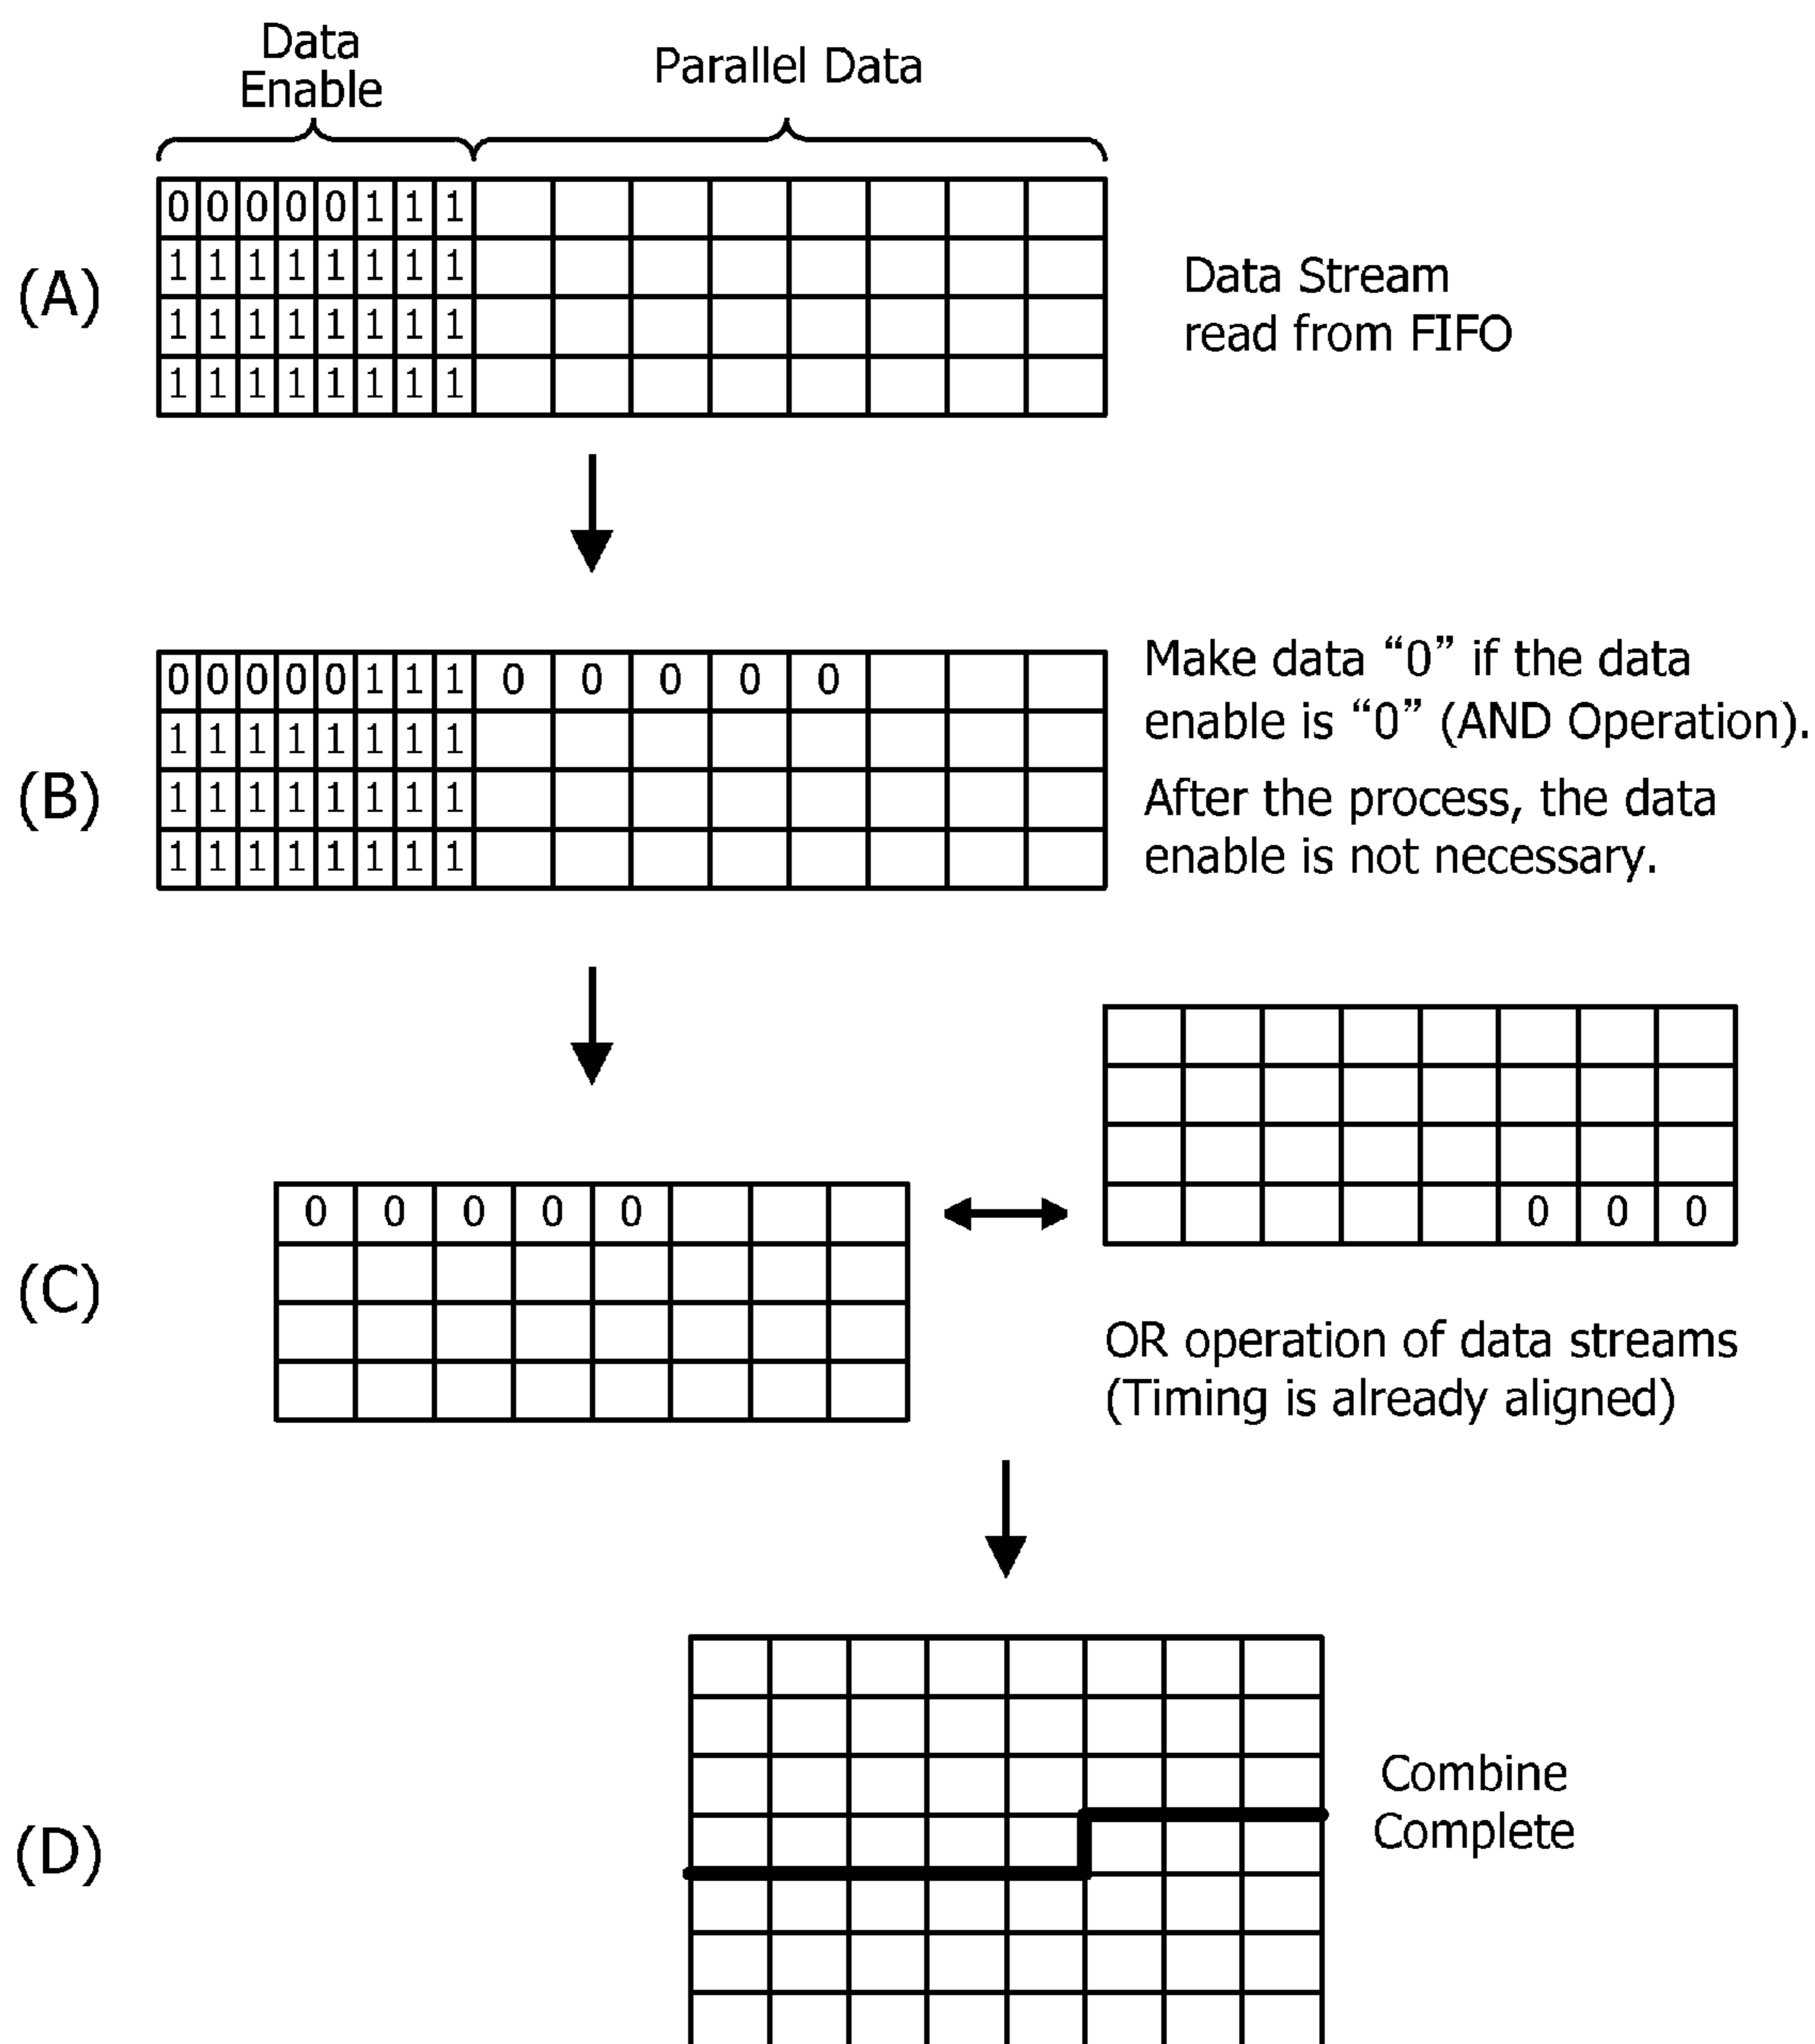 Data
Enable
Parallel Data
(A)
0 0 0 0 0 1 1 1
1 1 1 1 1 1 1 1
1 1 1 1 1 1 1 1
1 1 1 1 1 1 1 1
Data Stream
read from FIFO
(B)
0 0 0 0 0 1 1 1 0 0 0 0 0
1 1 1 1 1 1 1 1
1 1 1 1 1 1 1 1
1 1 1 1 1 1 1 1
Make data “0” if the data
enable is “0” (AND Operation).
After the process, the data
enable is not necessary.
(C)
0 0 0 0 0
0 0 0
OR operation of data streams
(Timing is already aligned)
(D)
Combine
Complete